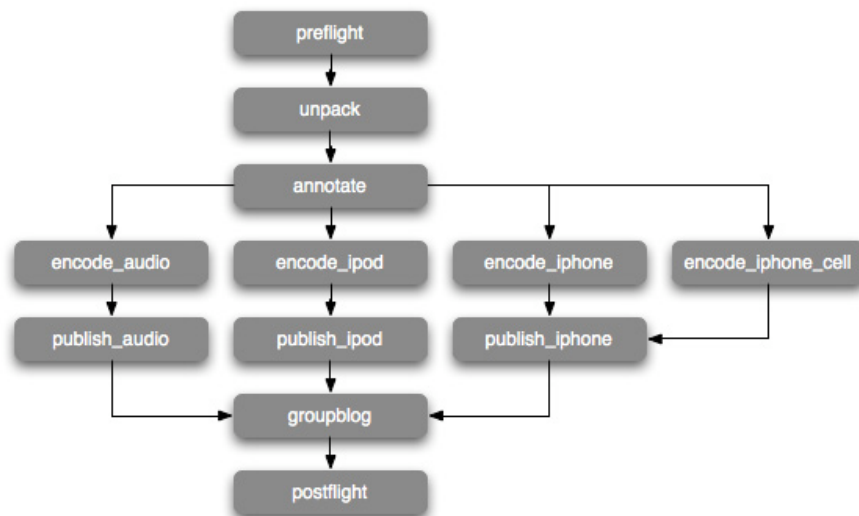 preflight
unpack
annotate
encode_audio
encode_ipod
encode_iphone
encode_iphone_cell
publish_audio
publish_ipod
publish_iphone
groupblog
postflight